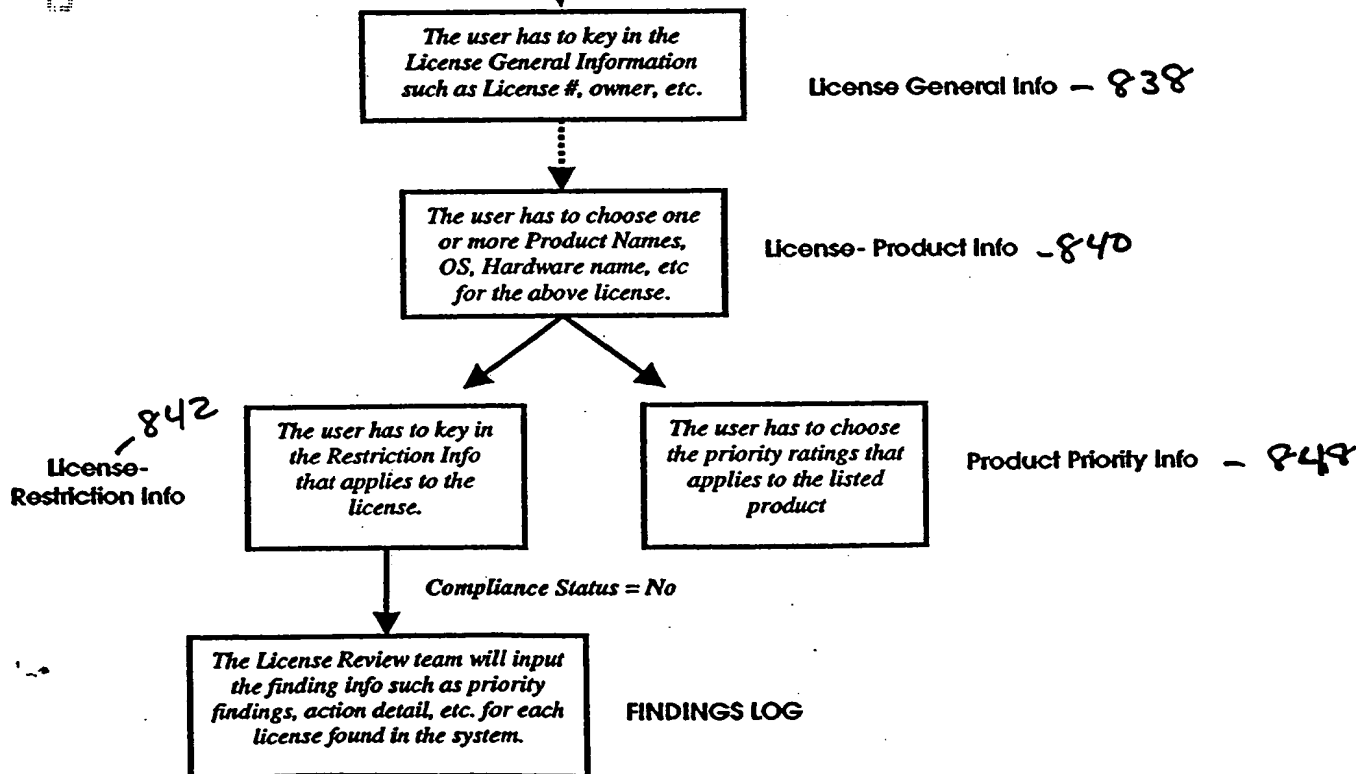 The user has to key in the
License General Information
such as License #, owner, etc.
License General Info – 838
The user has to choose one
or more Product Names,
OS, Hardware name, etc
for the above license.
License- Product Info - 840
842
License-
Restriction Info
The user has to key in
the Restriction Info
that applies to the
license.
The user has to choose
the priority ratings that
applies to the listed
product
Product Priority Info – 848
Compliance Status = No
The License Review team will input
the finding info such as priority
findings, action detail, etc. for each
license found in the system.
FINDINGS LOG